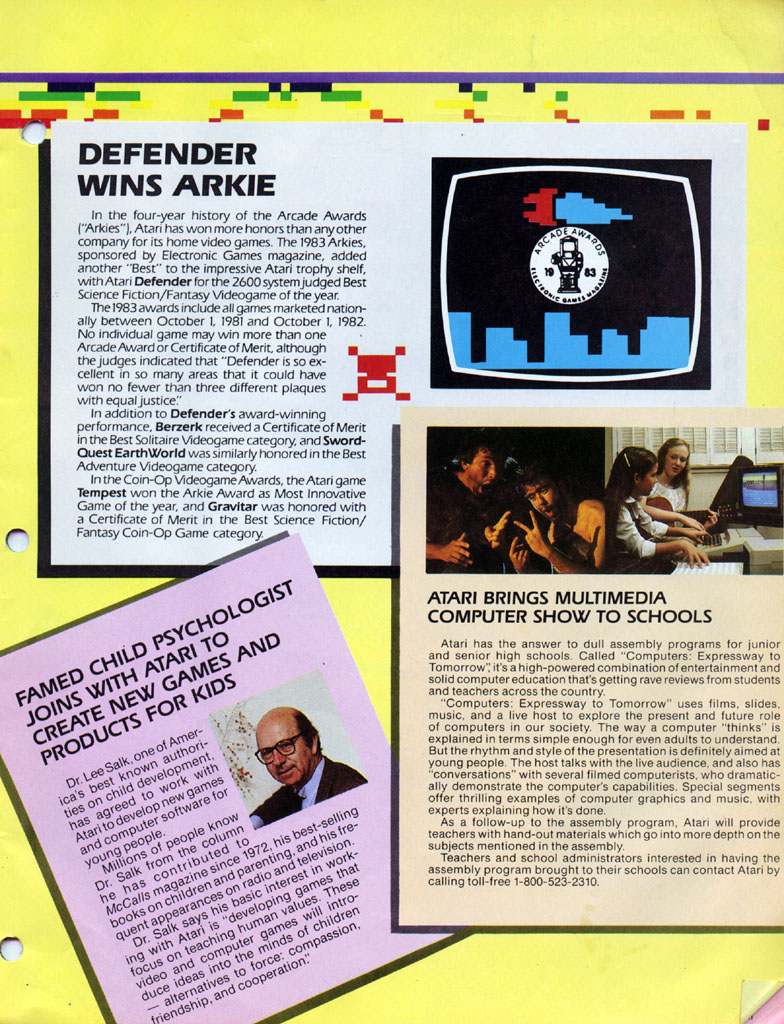 DEFENDER
WINS ARKIE
In the four-year history of the Arcade Awards
("Arkies"), Atari has won more honors than any other
company for its home video games. The 1983 Arkies,
sponsored by Electronic Games magazine, added
another "Best" to the impressive Atari trophy shelf,
with Atari Defender for the 2600 system judged Best
Science Fiction/Fantasy Videogame of the year.
The 1983 awards include all games marketed nation-
ally between October 1, 1981 and October 1, 1982.
No individual game may win more than one
Arcade Award or Certificate of Merit, although
the judges indicated that "Defender is so ex-
cellent in so many areas that it could have
won no fewer than three different plaques
with equal justice."
In addition to Defender's award-winning
performance, Berzerk received a Certificate of Merit
in the Best Solitaire Videogame category, and Sword-
Quest EarthWorld was similarly honored in the Best
Adventure Videogame category.
In the Coin-Op Videogame Awards, the Atari game
Tempest won the Arkie Award as Most Innovative
Game of the year, and Gravitar was honored with
a Certificate of Merit in the Best Science Fiction/
Fantasy Coin-Op Game category.
ARCADE AWARDS
19 83
ELECTRONIC GAMES MAGAZINE
FAMED CHILD PSYCHOLOGIST
JOINS WITH ATARI TO
CREATE NEW GAMES AND
PRODUCTS FOR KIDS
Dr. Lee Salk, one of Amer-
ica's best known authori-
ties on child development,
has agreed to work with
Atari to develop new games
and computer software for
young people.
Millions of people know
Dr. Salk from the column
he has contributed to
McCalls magazine since 1972, his best-selling
books on children and parenting, and his fre-
quent appearances on radio and television.
Dr. Salk says his basic interest in work-
ing with Atari is "developing games that
focus on teaching human values. These
video and computer games will intro-
duce ideas into the minds of children
— alternatives to force: compassion,
friendship, and cooperation."
ATARI BRINGS MULTIMEDIA
COMPUTER SHOW TO SCHOOLS
Atari has the answer to dull assembly programs for junior
and senior high schools. Called "Computers: Expressway to
Tomorrow", it's a high-powered combination of entertainment and
solid computer education that's getting rave reviews from students
and teachers across the country.
"Computers: Expressway to Tomorrow" uses films, slides,
music, and a live host to explore the present and future role
of computers in our society. The way a computer "thinks" is
explained in terms simple enough for even adults to understand.
But the rhythm and style of the presentation is definitely aimed at
young people. The host talks with the live audience, and also has
"conversations" with several filmed computerists, who dramatic-
ally demonstrate the computer's capabilities. Special segments
offer thrilling examples of computer graphics and music, with
experts explaining how it's done.
As a follow-up to the assembly program, Atari will provide
teachers with hand-out materials which go into more depth on the
subjects mentioned in the assembly.
Teachers and school administrators interested in having the
assembly program brought to their schools can contact Atari by
calling toll-free 1-800-523-2310.